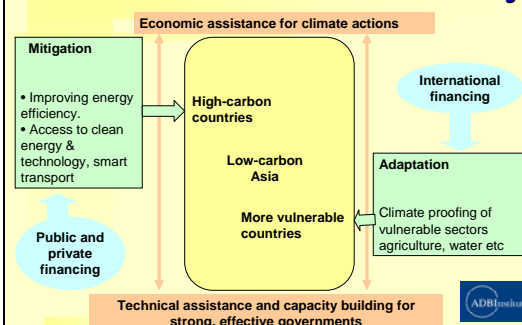 Economic assistance for climate actions
Mitigation
• Improving energy
efficiency.
• Access to clean
energy &
technology, smart
transport
Public and
private
financing
High-carbon
countries
Low-carbon
Asia
More vulnerable
countries
International
financing
Adaptation
Climate proofing of
vulnerable sectors
agriculture, water etc
Technical assistance and capacity building for
strong, effective governments